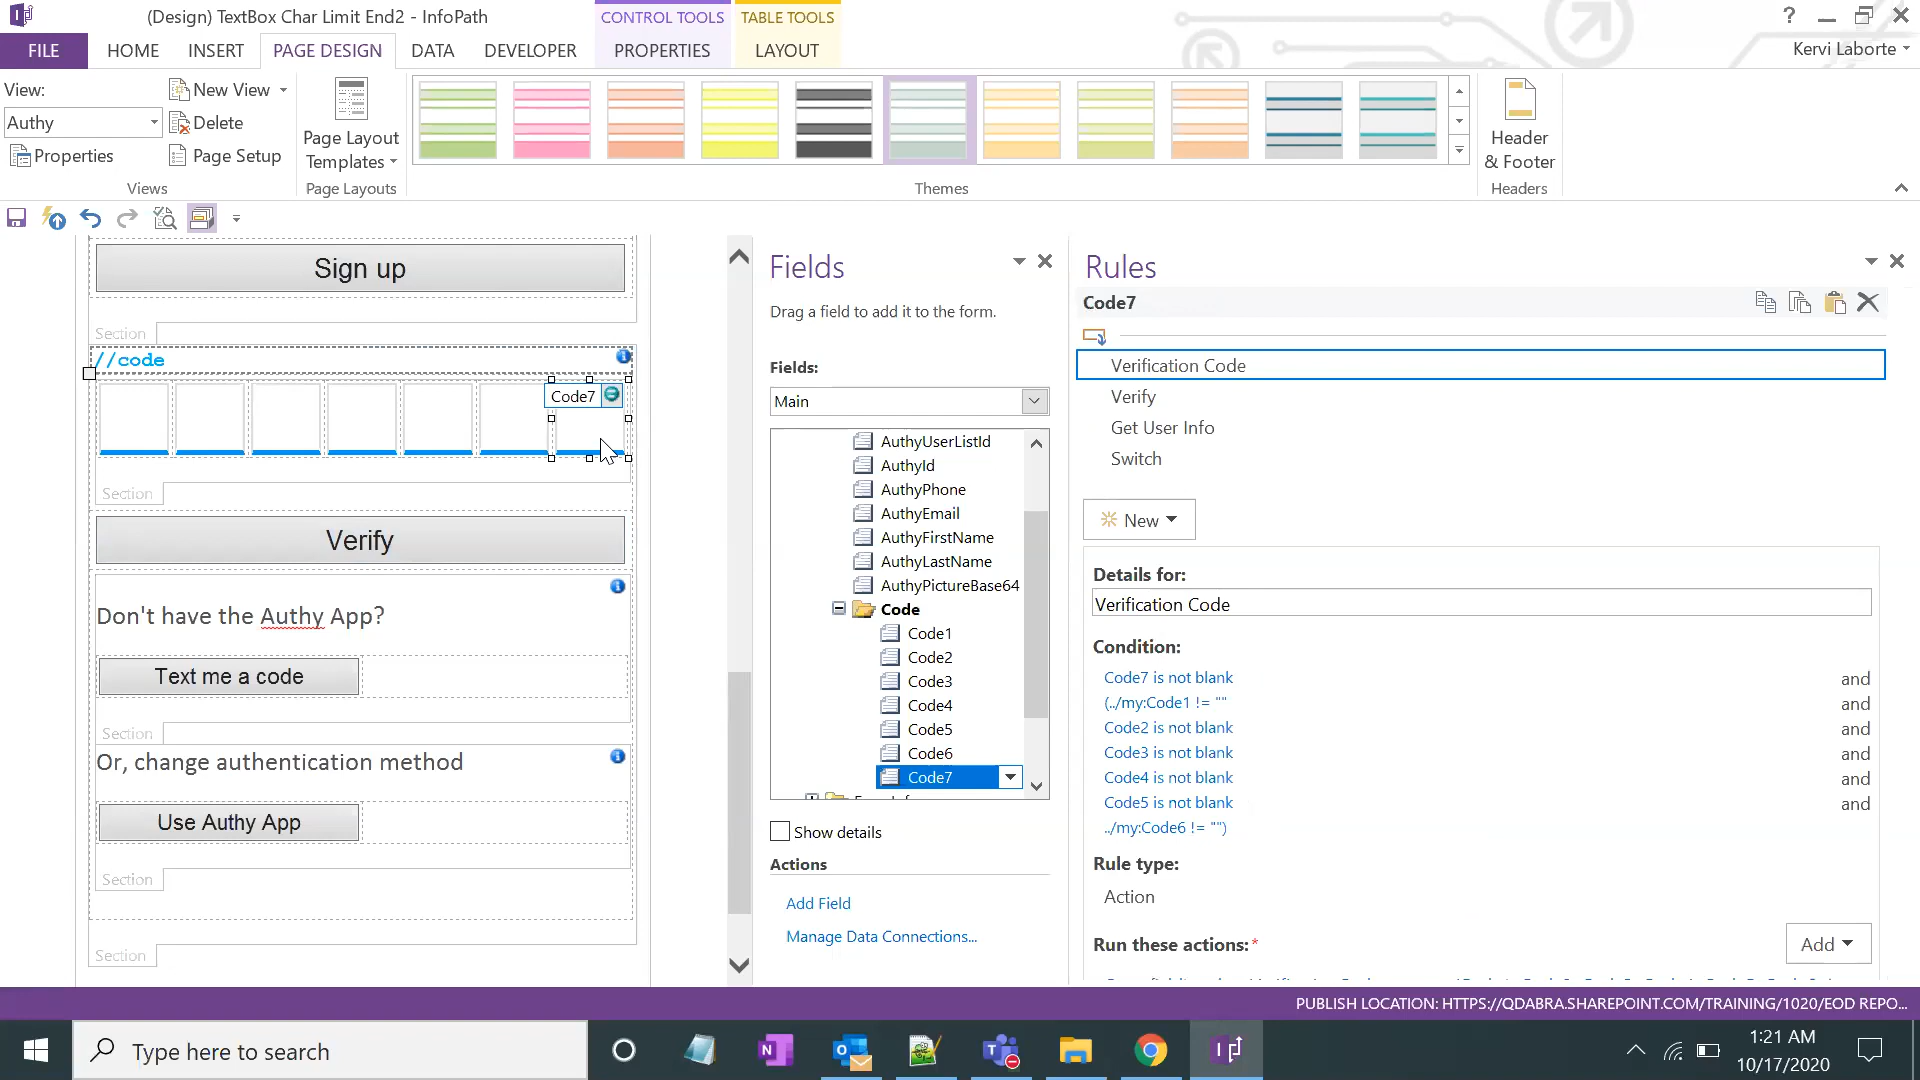 (Design) TextBox Char Limit End2 - InfoPath
CONTROL TOOLS
TABLE TOOLS
?
FILE
HOME
INSERT
PAGE DESIGN
DATA
DEVELOPER
PROPERTIES
LAYOUT
Kervi Laborte
View:
Authy
Properties
New View
Delete
Page Setup
Views
Page Layout
Templates
Page Layouts
Themes
Header
& Footer
Headers
Sign up
Section
//code
Code7
Section
Verify
Don't have the Authy App?
Text me a code
Section
Or, change authentication method
Use Authy App
Section
Section
Fields
Drag a field to add it to the form.
Fields:
Main
AuthyUserListId
AuthyId
AuthyPhone
AuthyEmail
AuthyFirstName
AuthyLastName
AuthyPictureBase64
Code
Code1
Code2
Code3
Code4
Code5
Code6
Code7
Show details
Actions
Add Field
Manage Data Connections...
Rules
Code7
Verification Code
Verify
Get User Info
Switch
New
Details for:
Verification Code
Condition:
Code7 is not blank and
(../my:Code1 != "" and
Code2 is not blank and
Code3 is not blank and
Code4 is not blank and
Code5 is not blank and
../my:Code6 != "")
Rule type:
Action
Run these actions:*
Add
PUBLISH LOCATION: HTTPS://QDABRA.SHAREPOINT.COM/TRAINING/1020/EOD REPO...
Type here to search
1:21 AM
10/17/2020